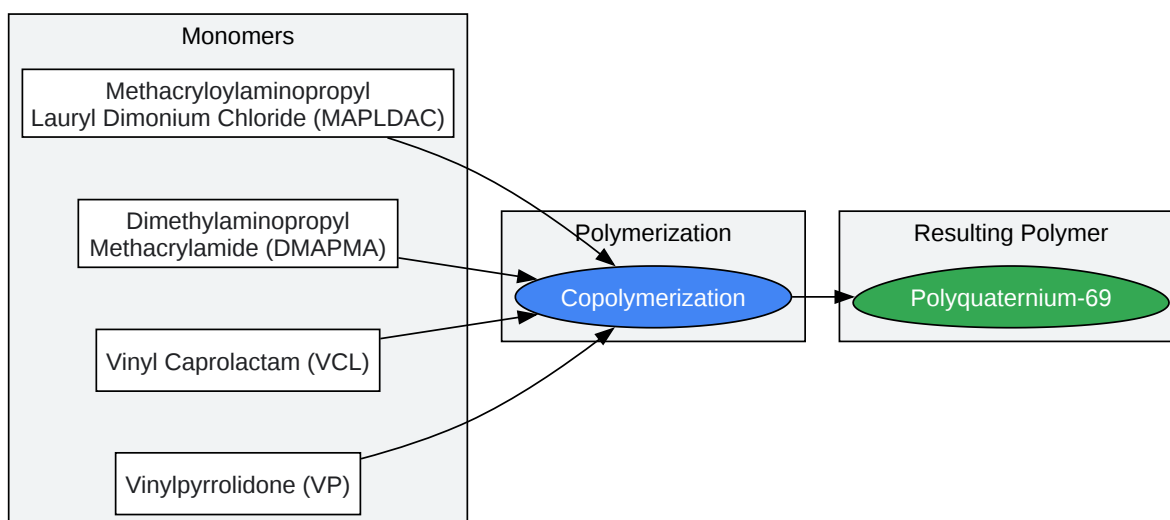 Monomers
Methacryloylaminopropyl
Lauryl Dimonium Chloride (MAPLDAC)
Dimethylaminopropyl
Methacrylamide (DMAPMA)
Vinyl Caprolactam (VCL)
Vinylpyrrolidone (VP)
Polymerization
Copolymerization
Resulting Polymer
Polyquaternium-69